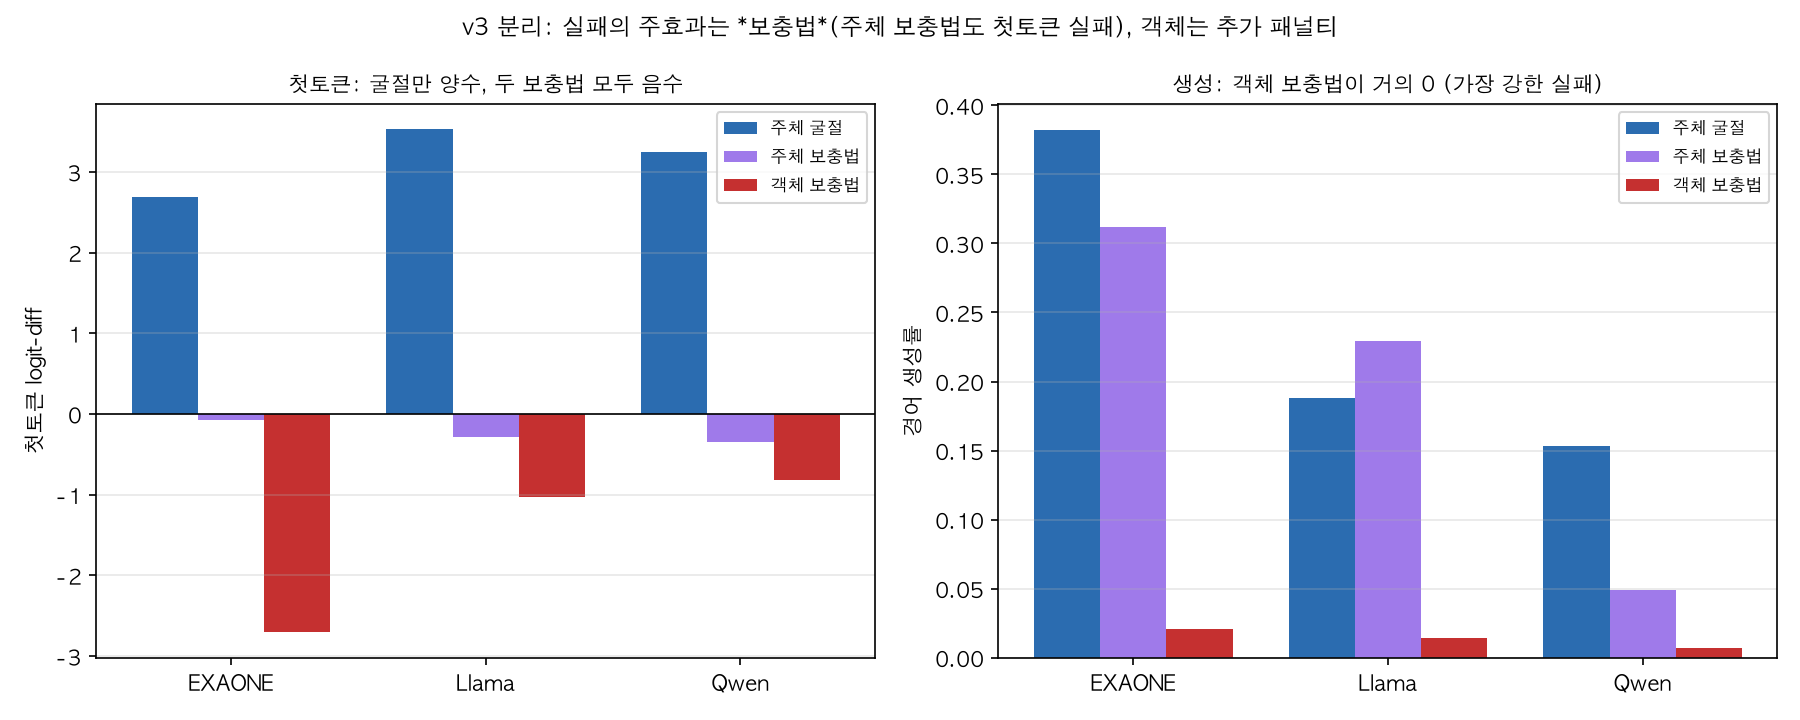 v3 분리: 실패의 주효과는 *보충법*(주체 보충법도 첫토큰 실패), 객체는 추가 패널티
첫토큰: 굴절만 양수, 두 보충법 모두 음수
첫토큰 logit-diff
3
2
1
0
-1
-2
-3
주체 굴절
주체 보충법
객체 보충법
EXAONE
Llama
Qwen
생성: 객체 보충법이 거의 0 (가장 강한 실패)
경어 생성률
0.40
0.35
0.30
0.25
0.20
0.15
0.10
0.05
0.00
주체 굴절
주체 보충법
객체 보충법
EXAONE
Llama
Qwen